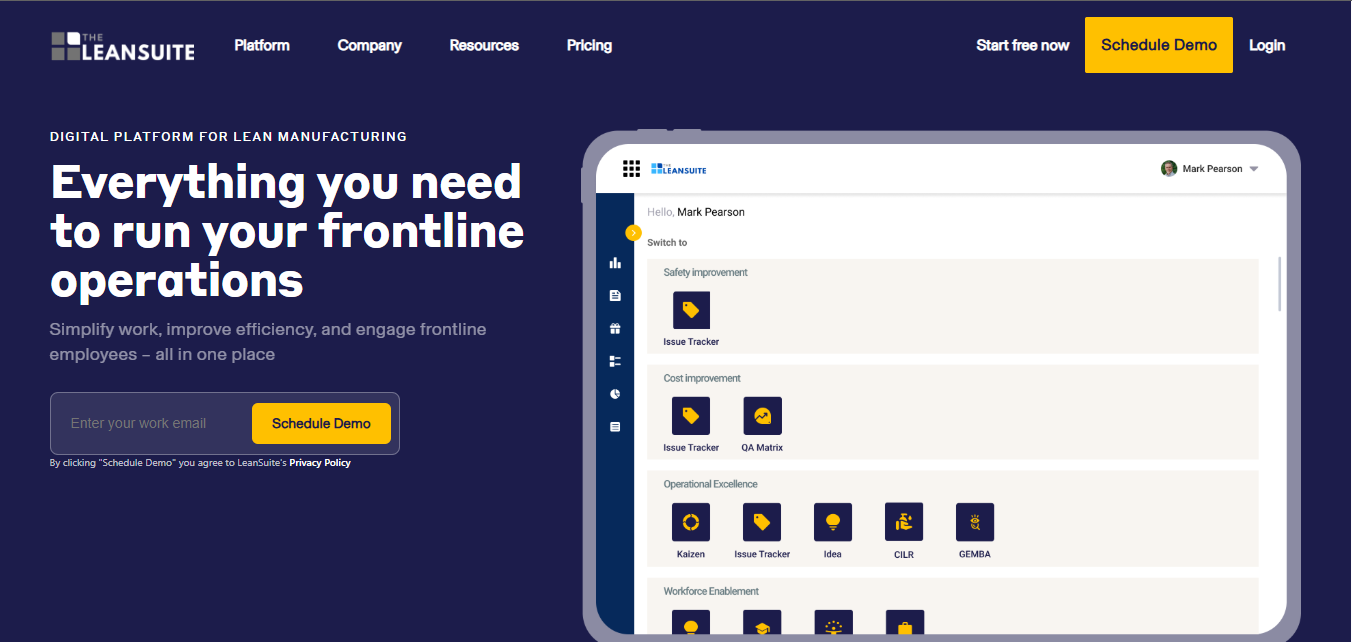 THE
LEANSUITE
Platform Company Resources Pricing
Start free now Schedule Demo Login
DIGITAL PLATFORM FOR LEAN MANUFACTURING
Everything you need
to run your frontline
operations
Simplify work, improve efficiency, and engage frontline
employees – all in one place
Enter your work email Schedule Demo
By clicking "Schedule Demo" you agree to LeanSuite's Privacy Policy
THE
LEANSUITE
Mark Pearson
Hello, Mark Pearson
Switch to
Safety improvement
Issue Tracker
Cost improvement
Issue Tracker QA Matrix
Operational Excellence
Kaizen Issue Tracker Idea CILR GEMBA
Workforce Enablement